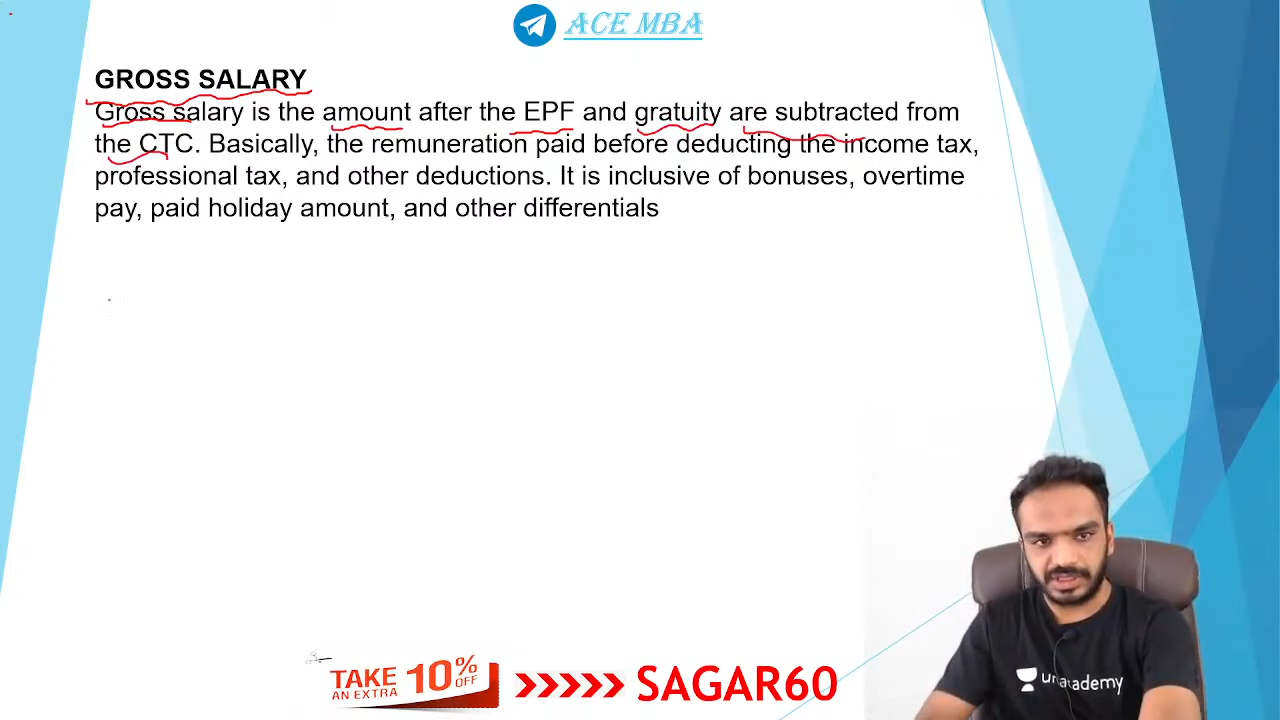 ACE MBA
GROSS SALARY
Gross salary is the amount after the EPF and gratuity are subtracted from
the CTC. Basically, the remuneration paid before deducting the income tax,
professional tax, and other deductions. It is inclusive of bonuses, overtime
pay, paid holiday amount, and other differentials
TAKE 10% OFF
AN EXTRA
>>>>> SAGAR60
unacademy